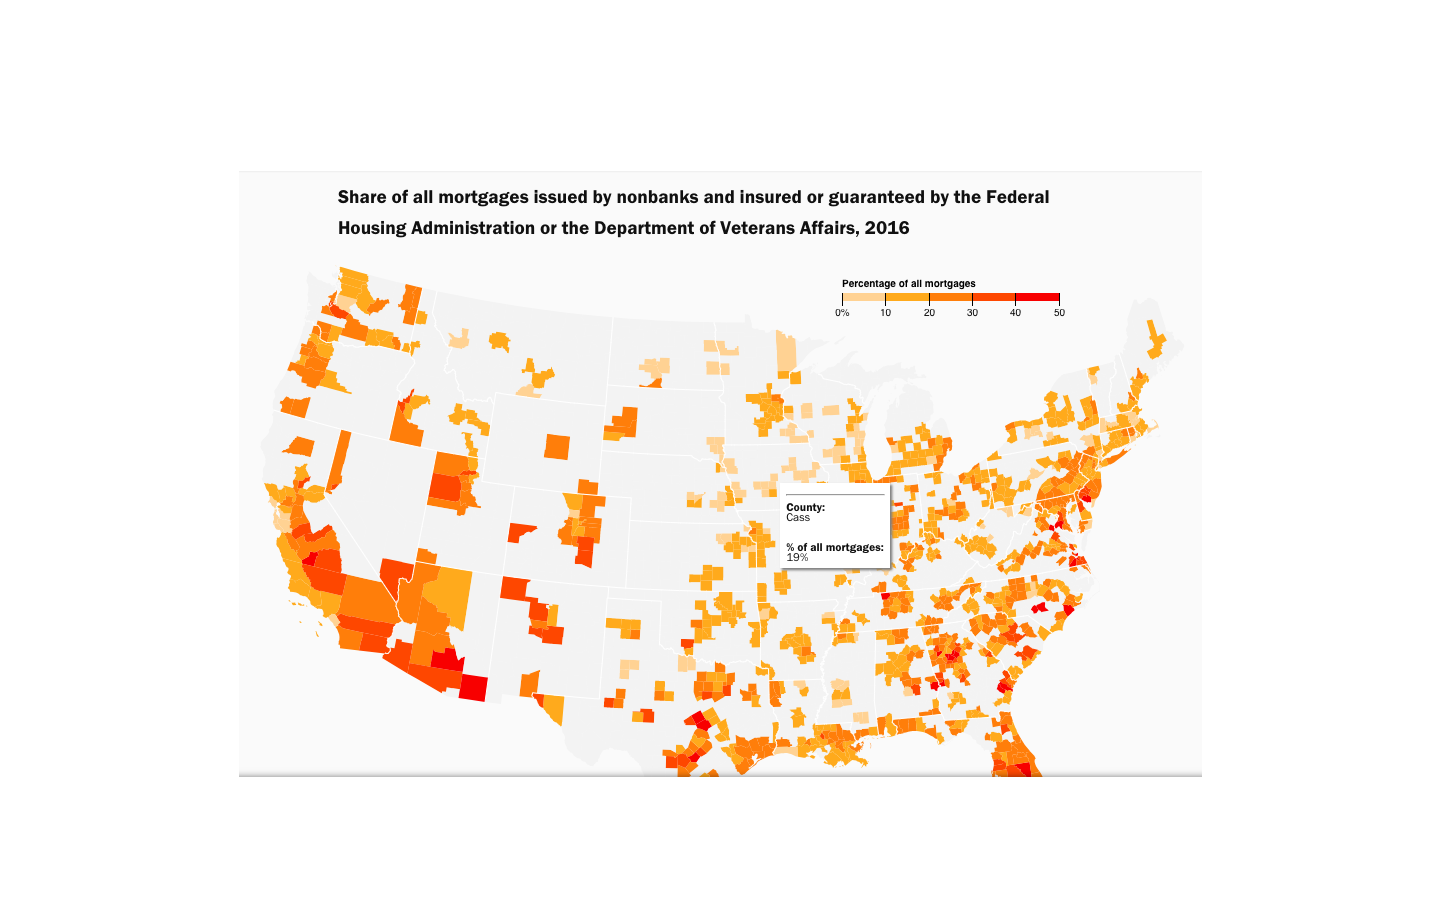 Share of all mortgages issued by nonbanks and insured or guaranteed by the Federal
Housing Administration or the Department of Veterans Affairs, 2016
Percentage of all mortgages
0% 10 20 30 40 50
County:
Cass
% of all mortgages:
19%